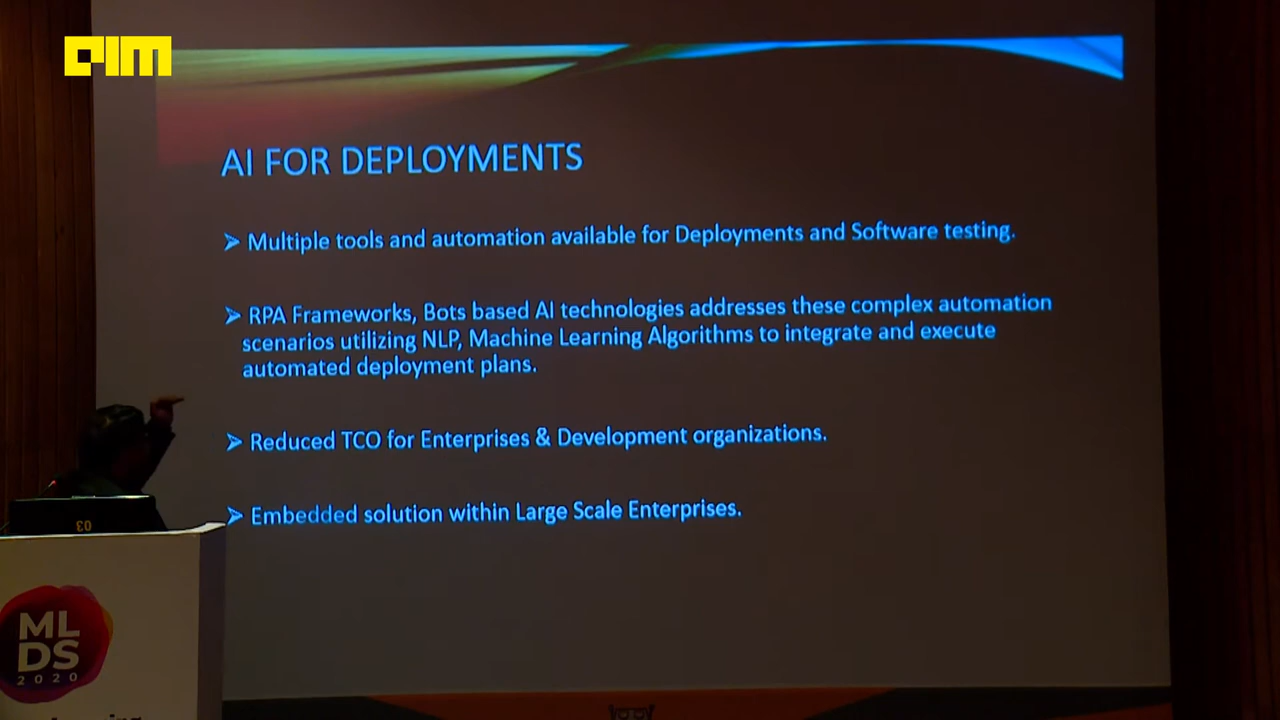 AIM
AI FOR DEPLOYMENTS
➢ Multiple tools and automation available for Deployments and Software testing.
➢ RPA Frameworks, Bots based AI technologies addresses these complex automation
scenarios utilizing NLP, Machine Learning Algorithms to integrate and execute
automated deployment plans.
➢ Reduced TCO for Enterprises & Development organizations.
➢ Embedded solution within Large Scale Enterprises.
03
ML
DS
2020